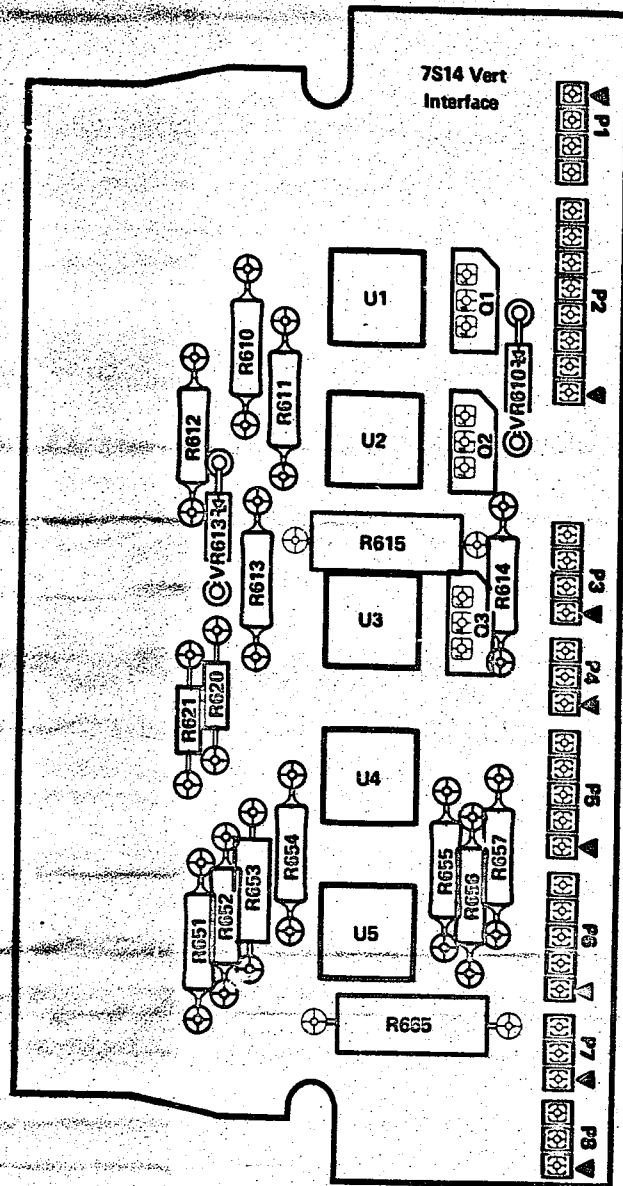 7S14 Vert
Interface
P1
P2
U1
Q1
VR610
R610
R611
R612
U2
Q2
VR613
R613
R615
R614
U3
Q3
P3
P4
R620
R621
U4
P5
R654
R655
R656
R657
R653
R652
R651
U5
P6
R665
P7
P8